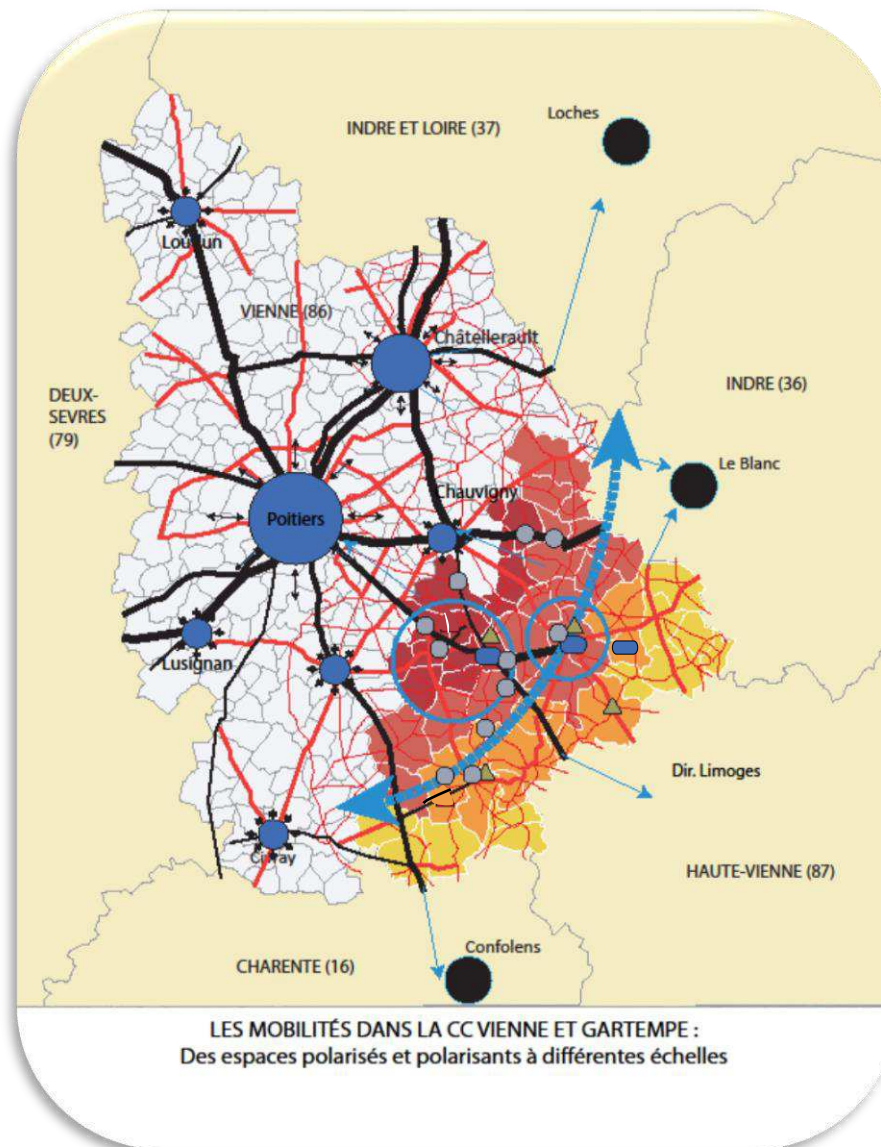 Loches
INDRE ET LOIRE (37)
Loudun
VIENNE (86)
Châtellerault
DEUX-
SEVRES
(79)
INDRE (36)
Le Blanc
Chauvigny
Poitiers
Lusignan
Dir. Limoges
Civray
HAUTE-VIENNE (87)
Confolens
CHARENTE (16)
LES MOBILITÉS DANS LA CC VIENNE ET GARTEMPE :
Des espaces polarisés et polarisants à différentes échelles